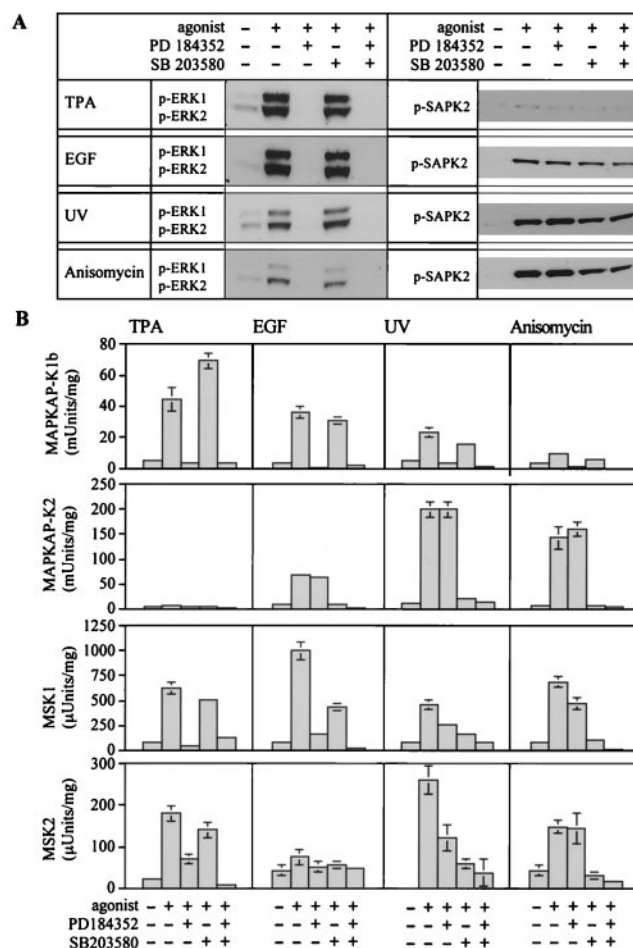 A
agonist - + + + + agonist - + + + +
PD 184352 - - + - + PD 184352 - - + - +
SB 203580 - - - + + SB 203580 - - - + +
TPA p-ERK1 p-ERK2 p-SAPK2
EGF p-ERK1 p-ERK2 p-SAPK2
UV p-ERK1 p-ERK2 p-SAPK2
Anisomycin p-ERK1 p-ERK2 p-SAPK2
B
TPA EGF UV Anisomycin
MAPKAP-K1b
(mUnits/mg)
80
60
40
20
0
MAPKAP-K2
(mUnits/mg)
250
200
150
100
50
0
MSK1
(µUnits/mg)
1250
1000
750
500
250
0
MSK2
(µUnits/mg)
300
200
100
0
agonist - + + + + - + + + + - + + + + - + + + +
PD184352 - - + - + - - + - + - - + - + - - + - +
SB203580 - - - + + - - - + + - - - + + - - - + +